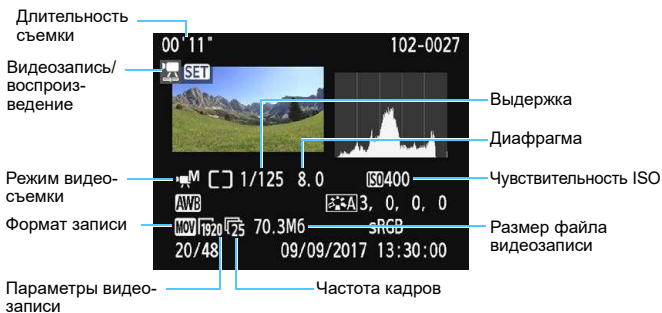 Длительность
съемки
00'11" 102-0027
Видеозапись/
воспроиз-
ведение
SET
Выдержка
Диафрагма
Режим видео-
съемки
M 1/125 8.0 ISO 400
Чувствительность ISO
AWB A 3, 0, 0, 0
Формат записи
MOV 1920 25 70.3M6 sRGB
Размер файла
видеозаписи
20/48 09/09/2017 13:30:00
Параметры видео-
записи
Частота кадров